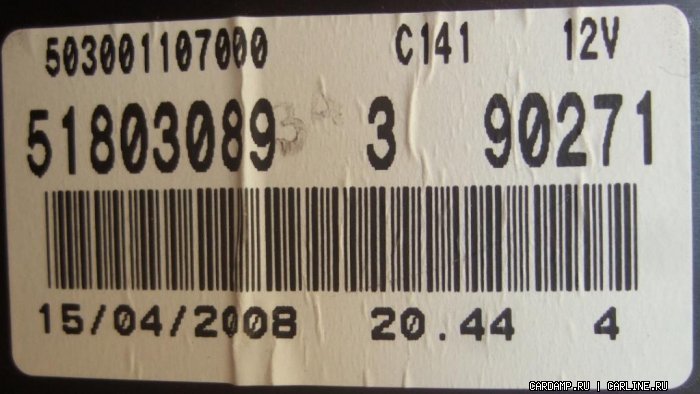 503001107000 C141 12V
51803089 3 90271
15/04/2008 20.44 4
CARDAMP.RU | CARLINE.RU